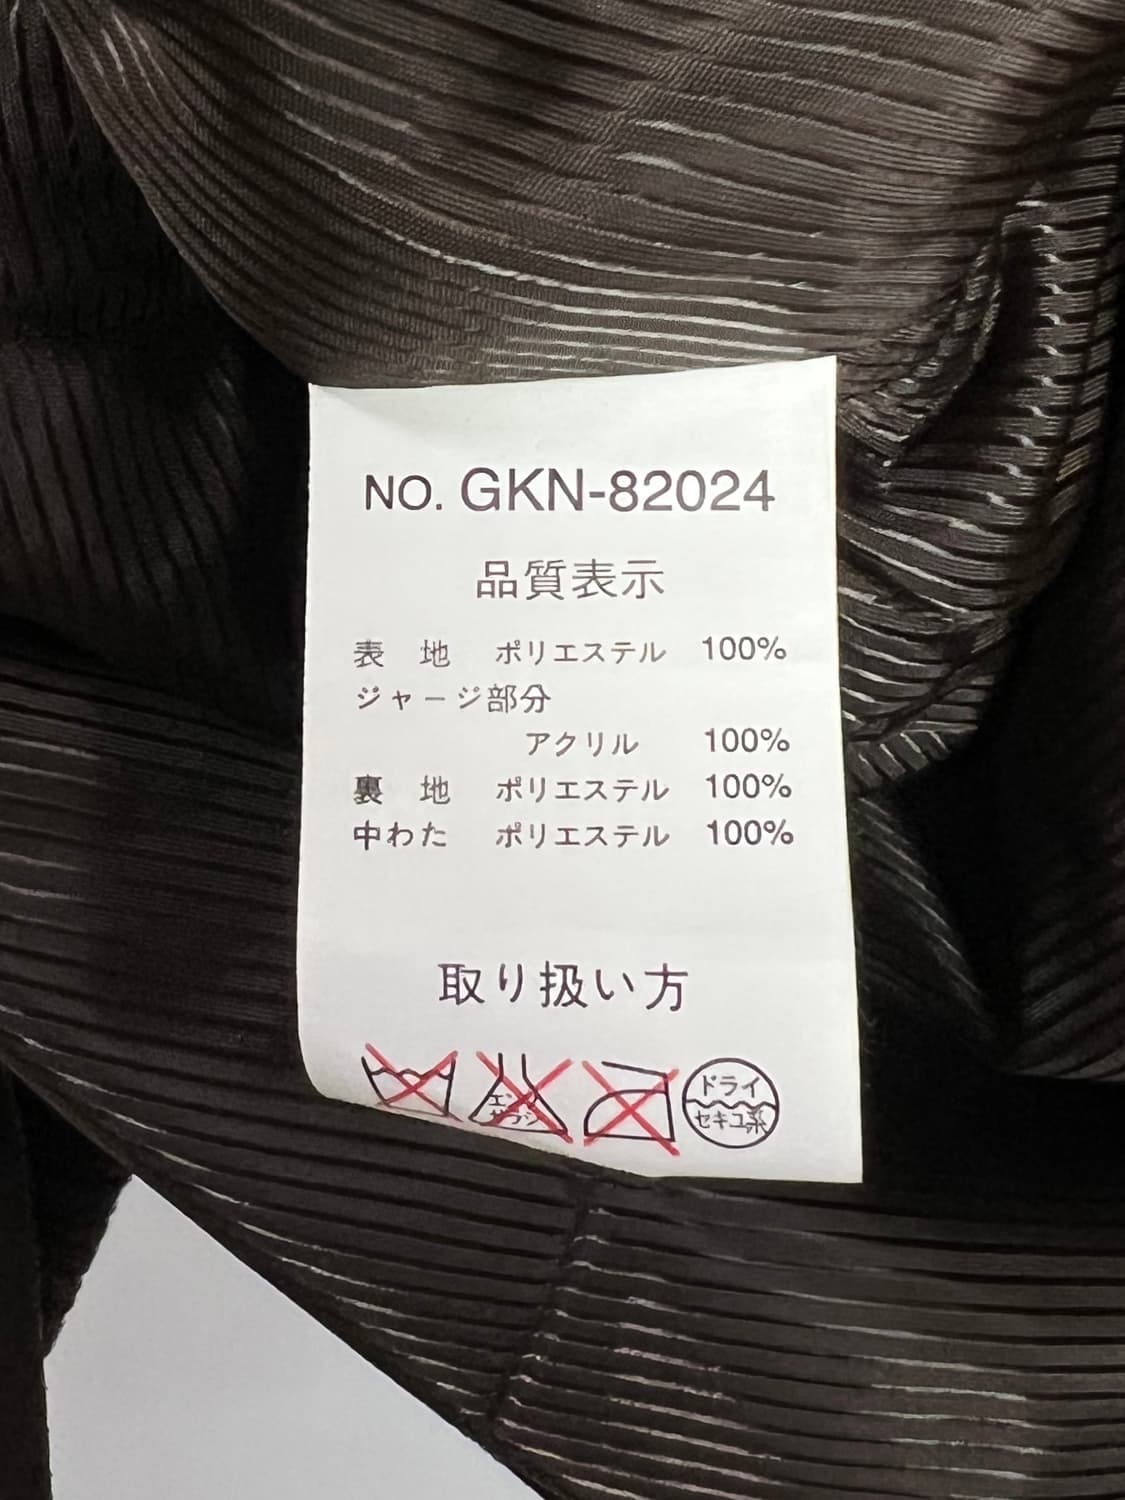 NO. GKN-82024
品質表示
表 地 ポリエステル 100%
ジャージ部分
アクリル 100%
裏 地 ポリエステル 100%
中わた ポリエステル 100%
取り扱い方
エンソ
サラシ
ドライ
セキユ系